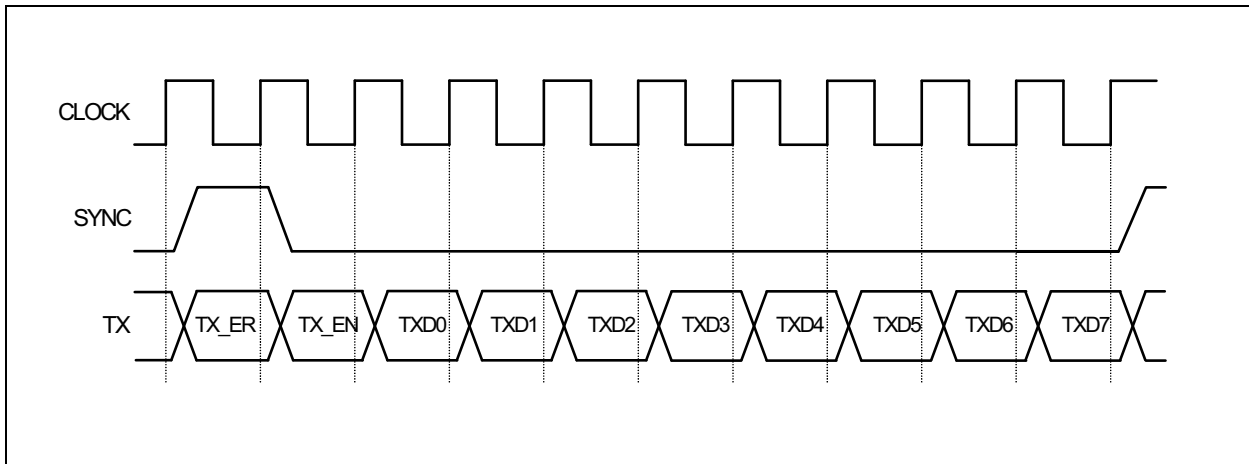 CLOCK
SYNC
TX
TX_ER TX_EN TXD0 TXD1 TXD2 TXD3 TXD4 TXD5 TXD6 TXD7